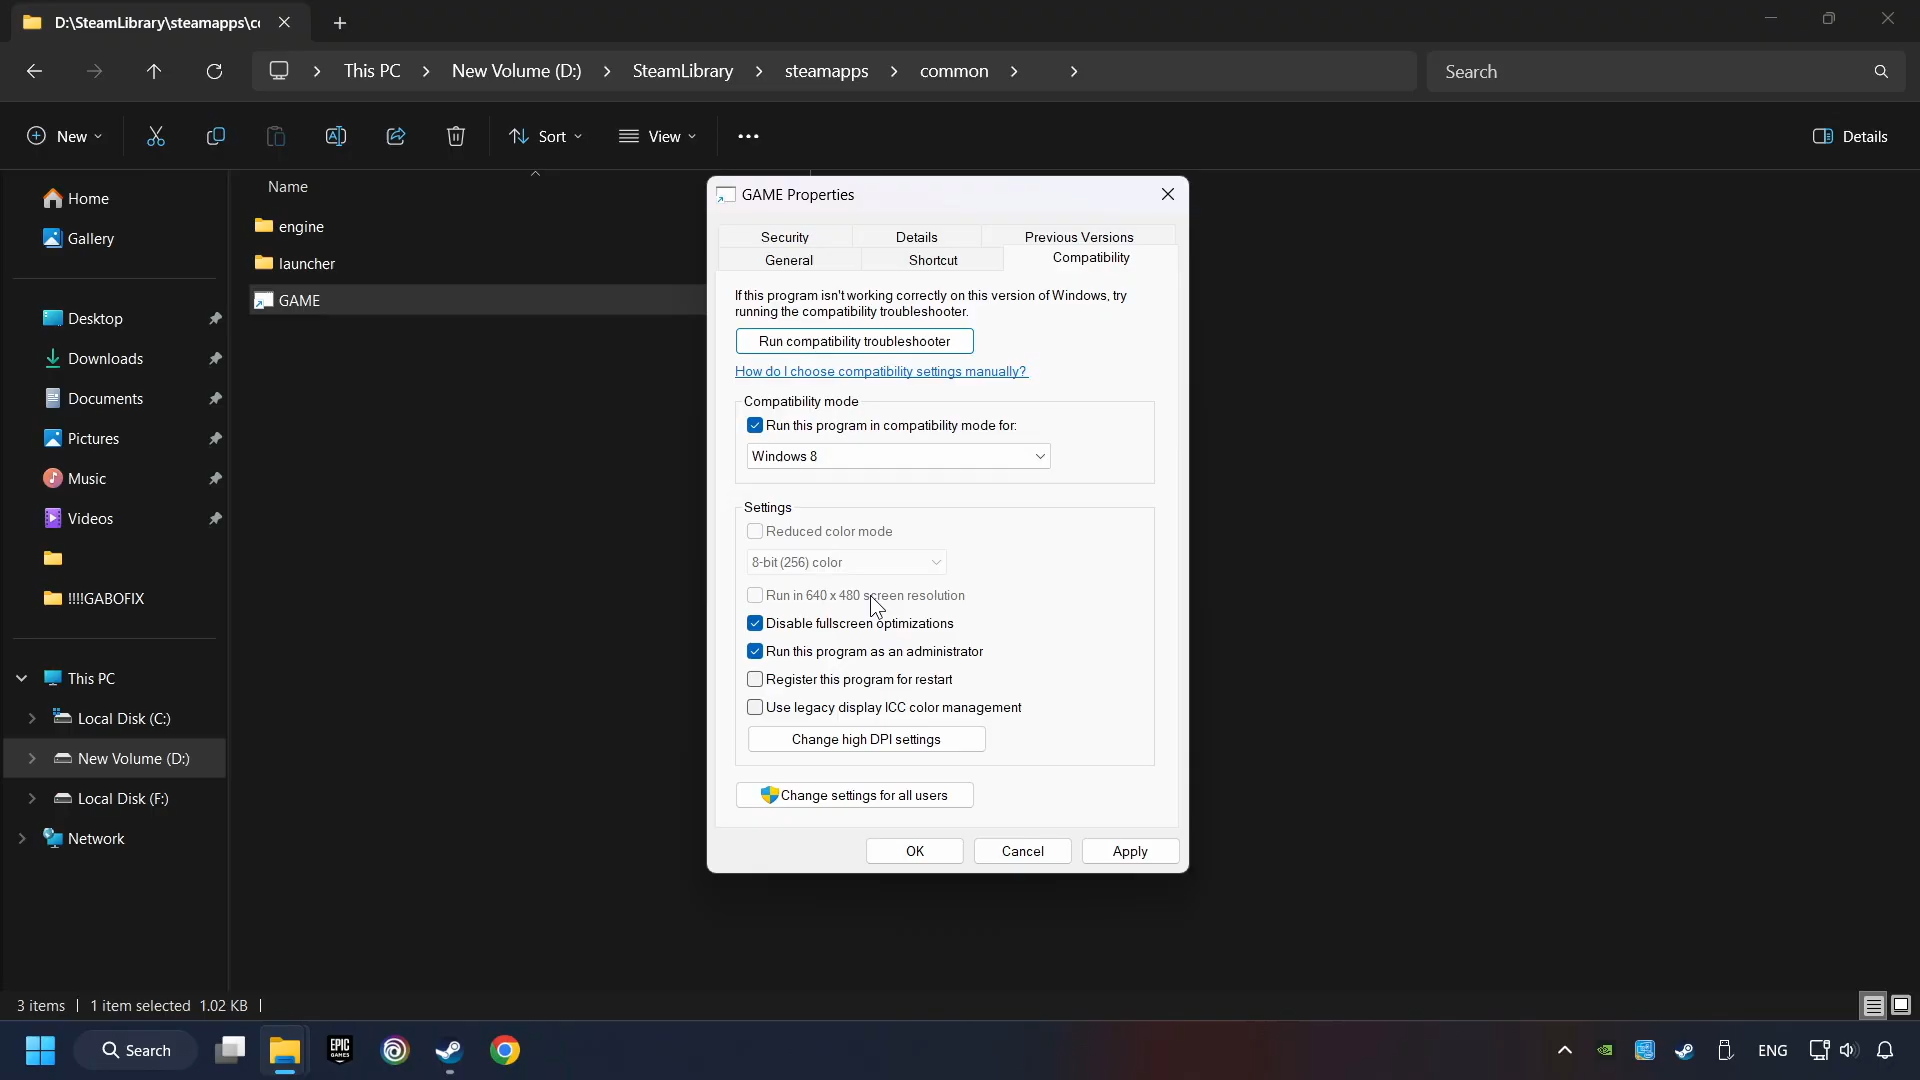 D:\SteamLibrary\steamapps\cc
This PC
New Volume (D:)
SteamLibrary
steamapps
common
Search
New
Sort
View
Details
Home
Gallery
Desktop
Downloads
Documents
Pictures
Music
Videos
!!!!GABOFIX
This PC
Local Disk (C:)
New Volume (D:)
Local Disk (F:)
Network
Name
engine
launcher
GAME
GAME Properties
Security
Details
Previous Versions
General
Shortcut
Compatibility
If this program isn't working correctly on this version of Windows, try
running the compatibility troubleshooter.
Run compatibility troubleshooter
How do I choose compatibility settings manually?
Compatibility mode
Run this program in compatibility mode for:
Windows 8
Settings
Reduced color mode
8-bit (256) color
Run in 640 x 480 screen resolution
Disable fullscreen optimizations
Run this program as an administrator
Register this program for restart
Use legacy display ICC color management
Change high DPI settings
Change settings for all users
OK
Cancel
Apply
3 items
1 item selected 1.02 KB
Search
EPIC
GAMES
ENG